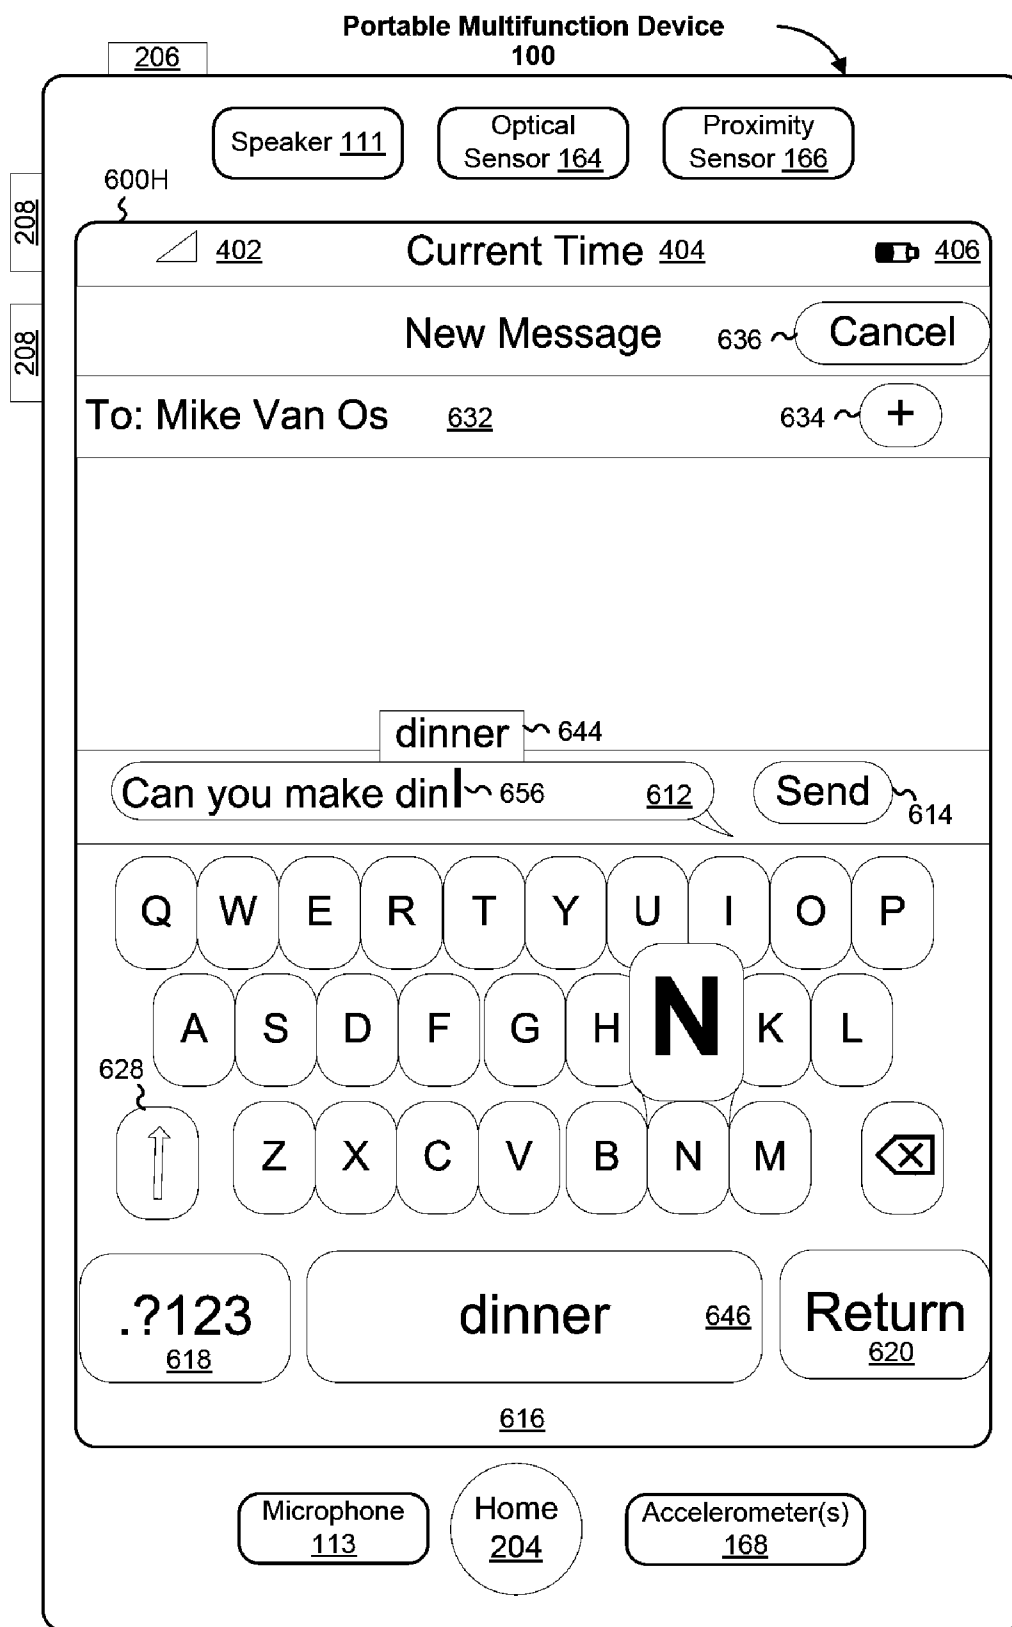 Portable Multifunction Device
100
206
Speaker 111
Optical Sensor 164
Proximity Sensor 166
600H
208
208
402 Current Time 404 406
New Message 636 Cancel
To: Mike Van Os 632 634 +
dinner 644
Can you make din 656 612 Send 614
Q W E R T Y U I O P
A S D F G H N K L
628
Z X C V B N M
.?123 618
dinner 646
Return 620
616
Microphone 113
Home 204
Accelerometer(s) 168